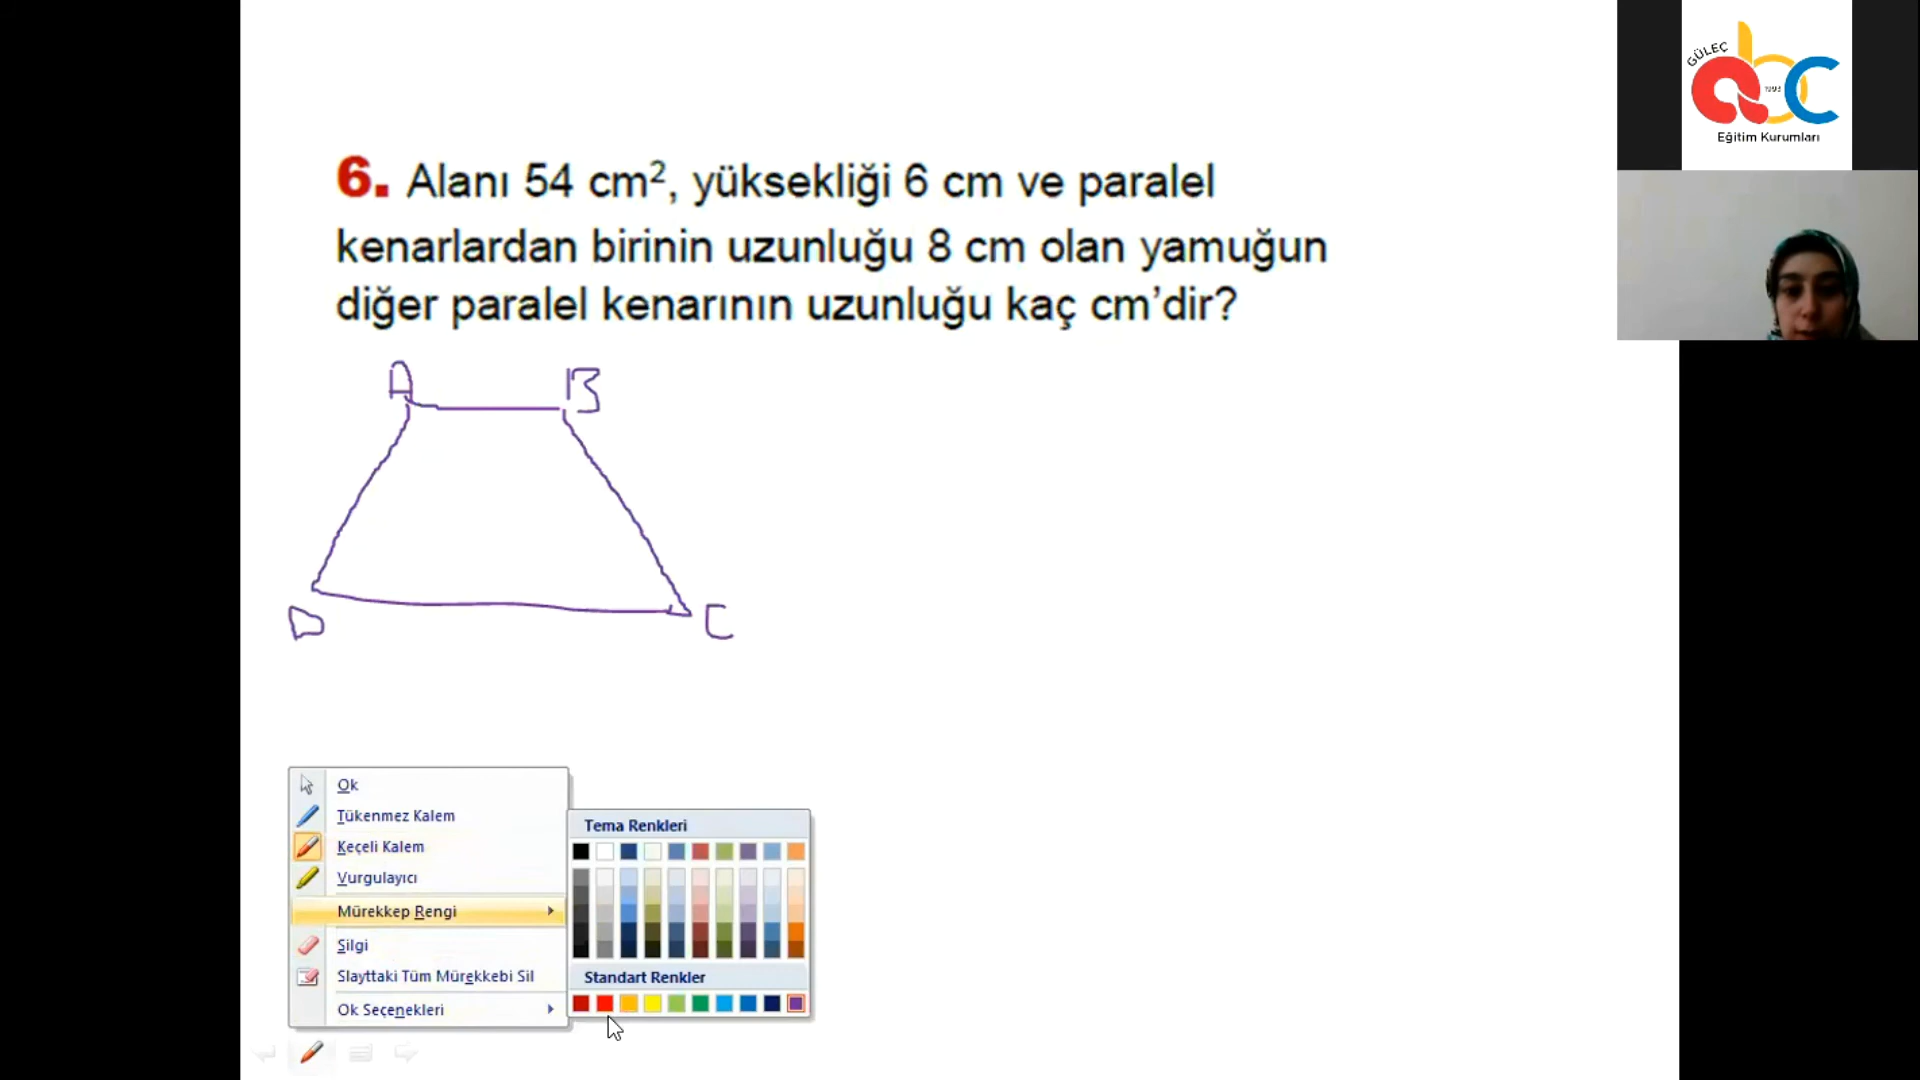 GÜLEÇ
abc
1993
Eğitim Kurumları
6. Alanı 54 cm², yüksekliği 6 cm ve paralel
kenarlardan birinin uzunluğu 8 cm olan yamuğun
diğer paralel kenarının uzunluğu kaç cm’dir?
A B
D C
Ok
Tükenmez Kalem
Keçeli Kalem
Vurgulayıcı
Mürekkep Rengi
Silgi
Slayttaki Tüm Mürekkebi Sil
Ok Seçenekleri
Tema Renkleri
Standart Renkler